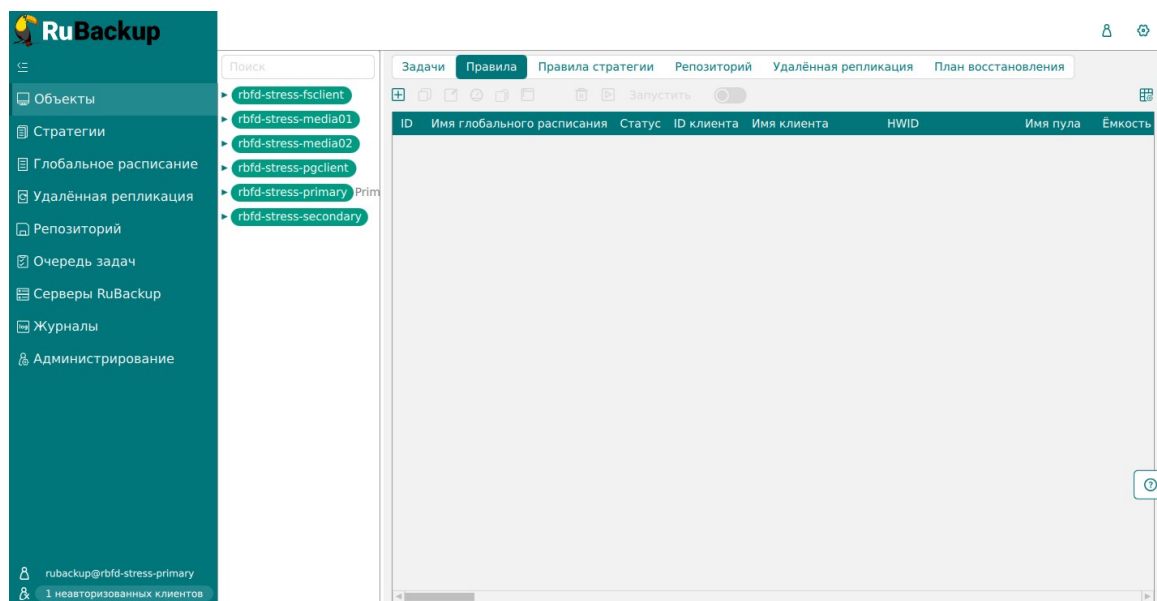 RuBackup
Объекты
Стратегии
Глобальное расписание
Удалённая репликация
Репозиторий
Очередь задач
Серверы RuBackup
log Журналы
Администрирование
rubackup@rbfd-stress-primary
1 неавторизованных клиентов
Поиск
rbfd-stress-fsclient
rbfd-stress-media01
rbfd-stress-media02
rbfd-stress-pgclient
rbfd-stress-primary Prim
rbfd-stress-secondary
Задачи Правила Правила стратегии Репозиторий Удалённая репликация План восстановления
Запустить
ID Имя глобального расписания Статус ID клиента Имя клиента HWID Имя пула Ёмкость